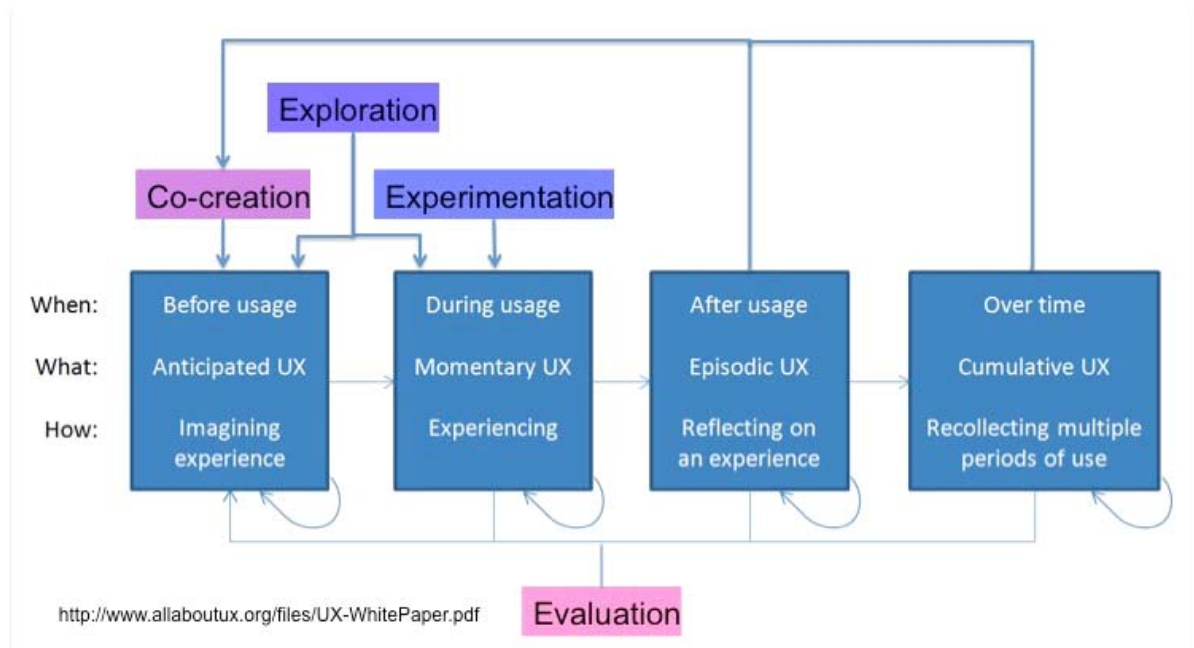 Exploration
Co-creation
Experimentation
When:
Before usage
During usage
After usage
Over time
What:
Anticipated UX
Momentary UX
Episodic UX
Cumulative UX
How:
Imagining
experience
Experiencing
Reflecting on
an experience
Recollecting multiple
periods of use
http://www.allaboutux.org/files/UX-WhitePaper.pdf
Evaluation